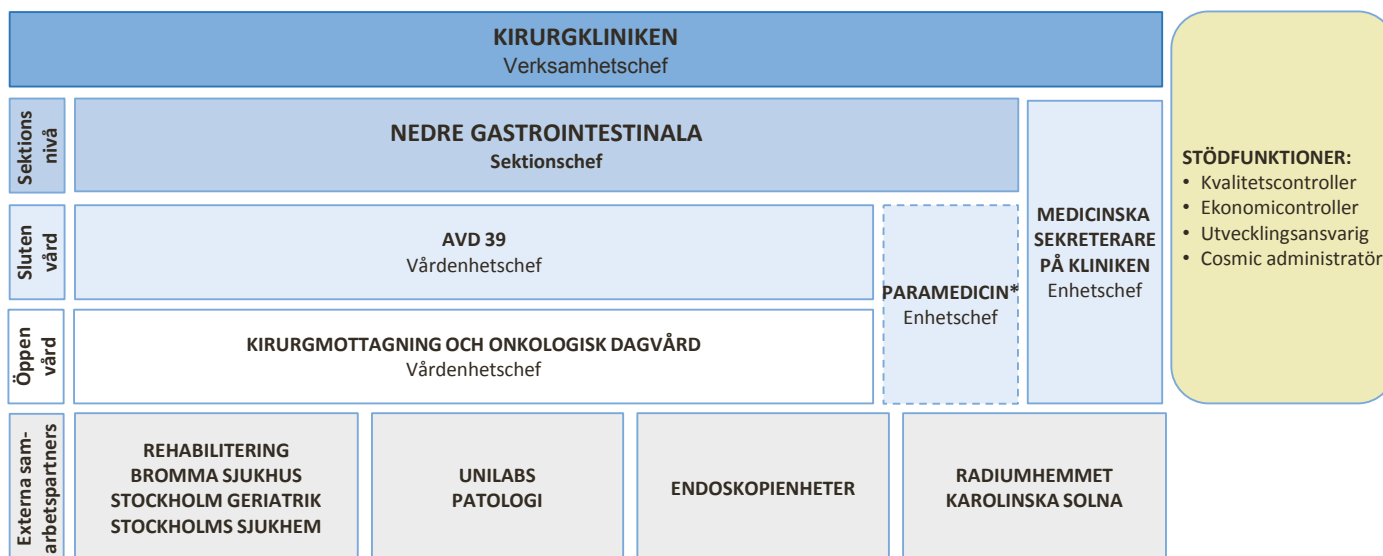 KIRURGKLINIKEN
Verksamhetschef
Sektions
nivå
NEDRE GASTROINTESTINALA
Sektionschef
Sluten
vård
AVD 39
Vårdenhetschef
Öppen
vård
KIRURGMOTTAGNING OCH ONKOLOGISK DAGVÅRD
Vårdenhetschef
PARAMEDICIN*
Enhetschef
MEDICINSKA
SEKRETERARE
PÅ KLINIKEN
Enhetschef
STÖDFUNKTIONER:
• Kvalitetscontroller
• Ekonomicontroller
• Utvecklingsansvarig
• Cosmic administratör
Externa sam-
arbetspartners
REHABILITERING
BROMMA SJUKHUS
STOCKHOLM GERIATRIK
STOCKHOLMS SJUKHEM
UNILABS
PATOLOGI
ENDOSKOPIENHETER
RADIUMHEMMET
KAROLINSKA SOLNA